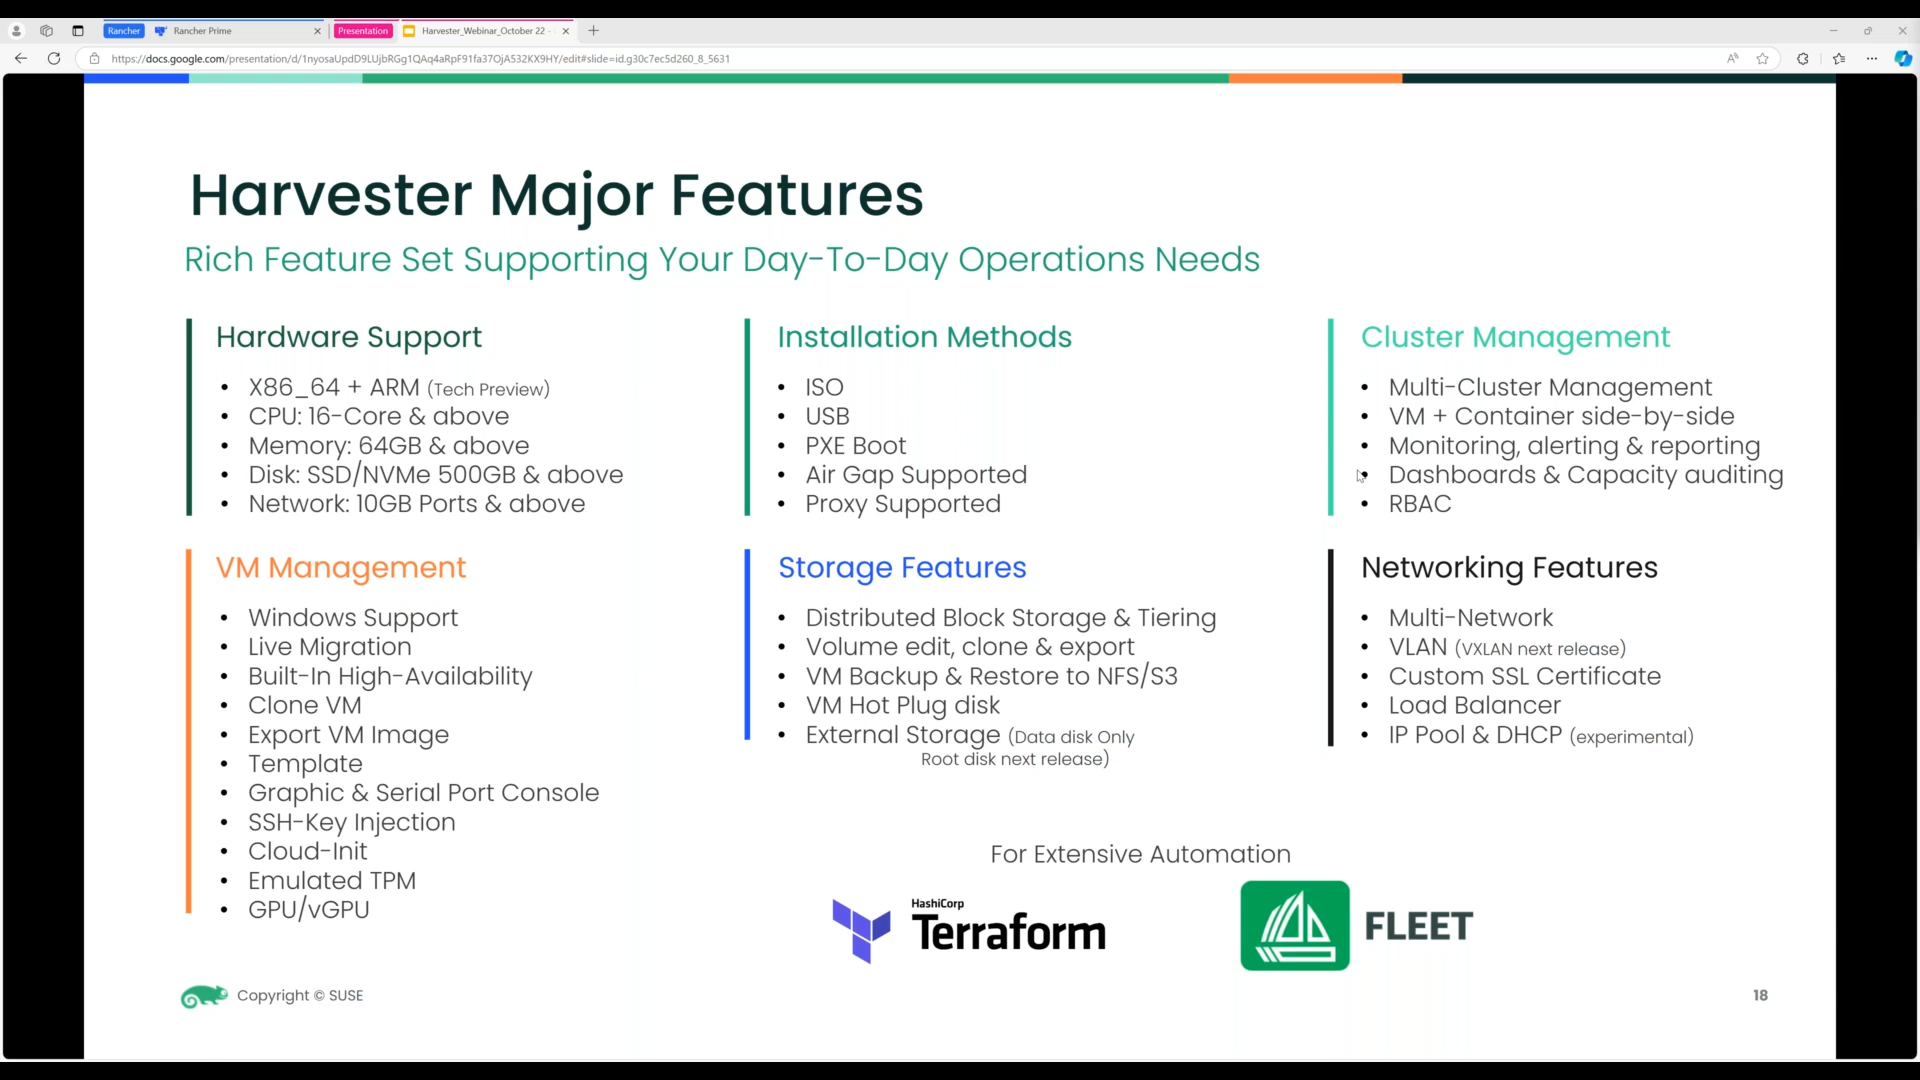 Rancher
Rancher Prime
Presentation
Harvester_Webinar_October 22 -
https://docs.google.com/presentation/d/1nyosaUpdD9LUjbRGg1QAq4aRpF91fa37OjA532KX9HY/edit#slide=id.g30c7ec5d260_8_5631
Harvester Major Features
Rich Feature Set Supporting Your Day-To-Day Operations Needs
Hardware Support
• X86_64 + ARM (Tech Preview)
• CPU: 16-Core & above
• Memory: 64GB & above
• Disk: SSD/NVMe 500GB & above
• Network: 10GB Ports & above
Installation Methods
• ISO
• USB
• PXE Boot
• Air Gap Supported
• Proxy Supported
Cluster Management
• Multi-Cluster Management
• VM + Container side-by-side
• Monitoring, alerting & reporting
• Dashboards & Capacity auditing
• RBAC
VM Management
• Windows Support
• Live Migration
• Built-In High-Availability
• Clone VM
• Export VM Image
• Template
• Graphic & Serial Port Console
• SSH-Key Injection
• Cloud-Init
• Emulated TPM
• GPU/vGPU
Storage Features
• Distributed Block Storage & Tiering
• Volume edit, clone & export
• VM Backup & Restore to NFS/S3
• VM Hot Plug disk
• External Storage (Data disk Only
Root disk next release)
Networking Features
• Multi-Network
• VLAN (VXLAN next release)
• Custom SSL Certificate
• Load Balancer
• IP Pool & DHCP (experimental)
For Extensive Automation
HashiCorp
Terraform
FLEET
Copyright © SUSE
18